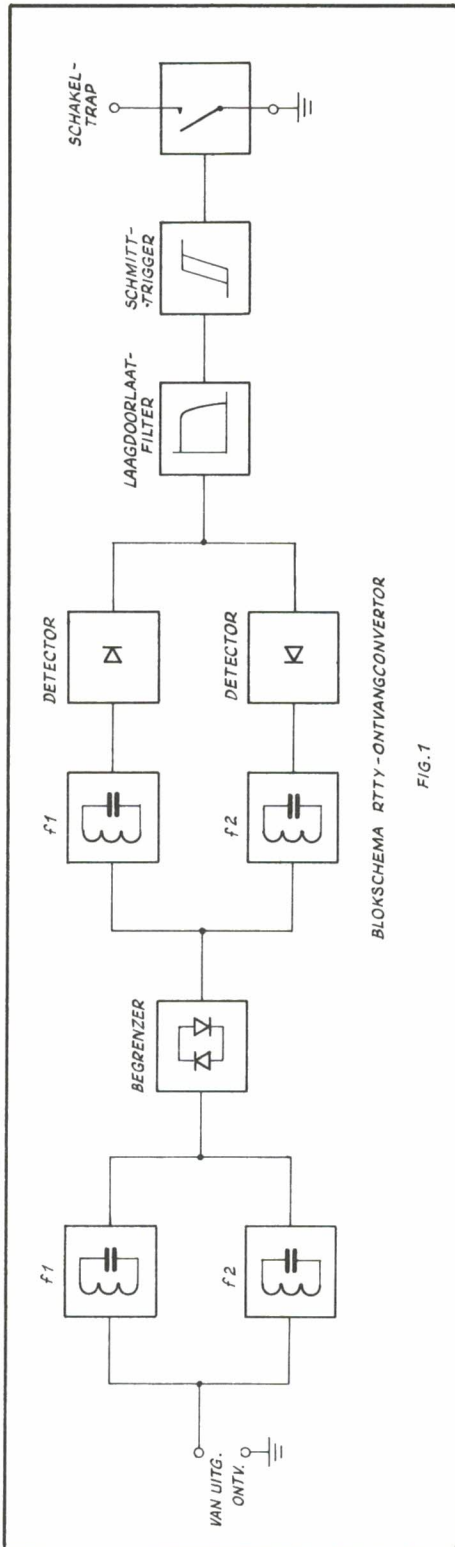 VAN UITG.
ONTV.
f1
f2
BEGRENZER
f1
f2
DETECTOR
DETECTOR
LAAGDOORLAAT-
FILTER
SCHMITT-
-TRIGGER
SCHAKEL-
TRAP
BLOKSCHEMA RTTY-ONTVANGCONVERTOR
FIG.1